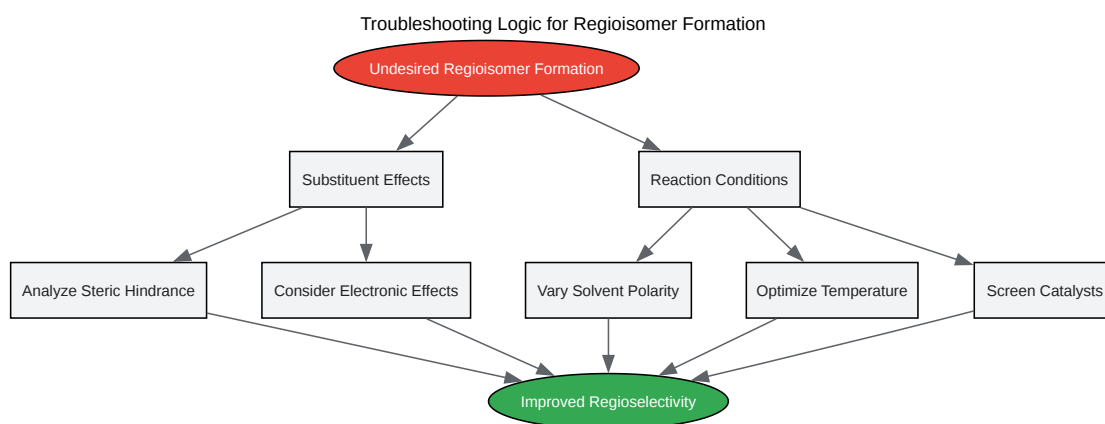 Troubleshooting Logic for Regioisomer Formation
Undesired Regioisomer Formation
Substituent Effects
Reaction Conditions
Analyze Steric Hindrance
Consider Electronic Effects
Vary Solvent Polarity
Optimize Temperature
Screen Catalysts
Improved Regioselectivity